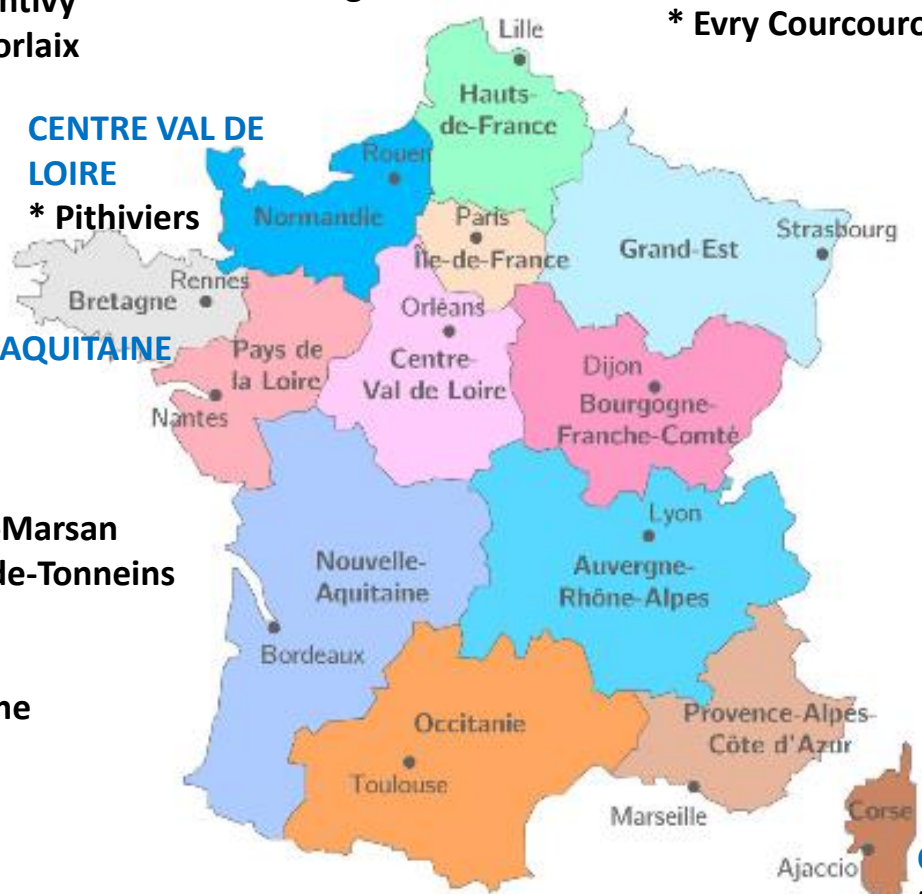 ntivy
orlaix
* Evry Courcouro
Lille
Hauts-
de-France
CENTRE VAL DE
LOIRE
* Pithiviers
Rouen
Normandie
Paris
Île-de-France
Grand-Est
Strasbourg
Rennes
Bretagne
Orléans
Centre-
Val de Loire
AQUITAINE
Pays de
la Loire
Nantes
Dijon
Bourgogne-
Franche-Comté
-Marsan
de-Tonneins
Lyon
Auvergne-
Rhône-Alpes
Nouvelle-
Aquitaine
Bordeaux
ne
Occitanie
Toulouse
Provence-Alpes-
Côte d'Azur
Marseille
Corse
Ajaccio